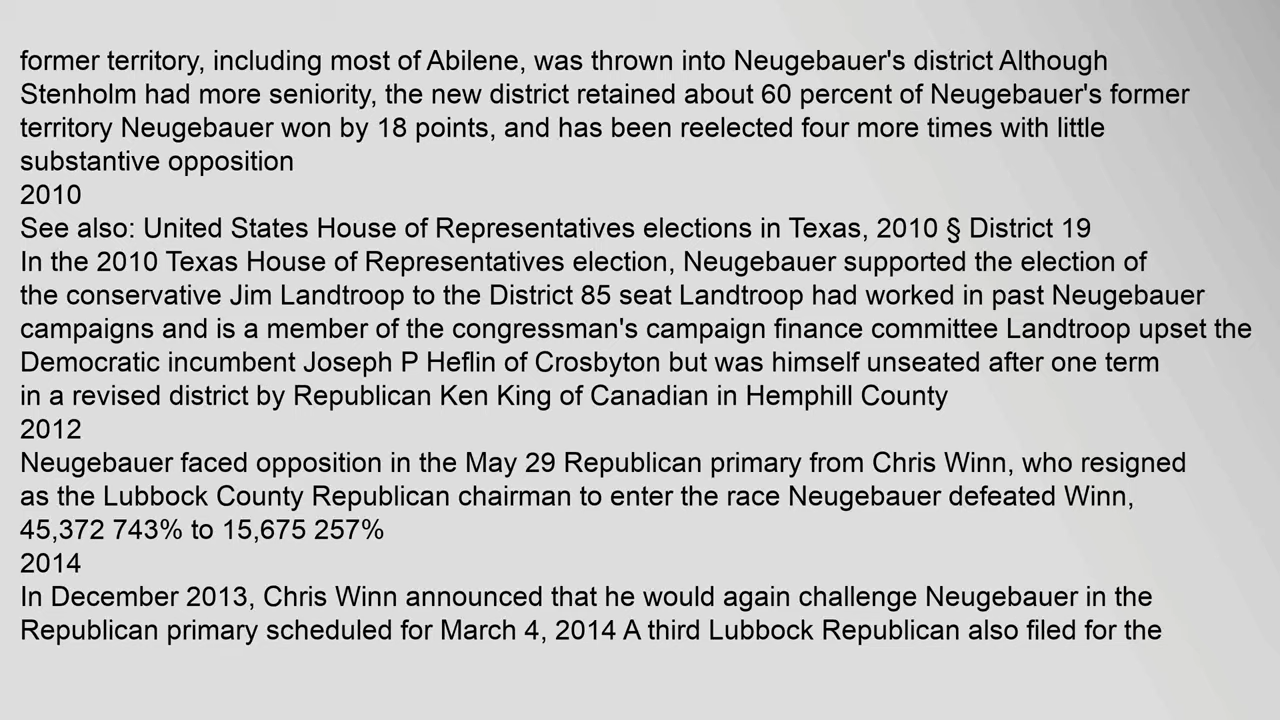 former territory, including most of Abilene, was thrown into Neugebauer's district Although
Stenholm had more seniority, the new district retained about 60 percent of Neugebauer's former
territory Neugebauer won by 18 points, and has been reelected four more times with little
substantive opposition
2010
See also: United States House of Representatives elections in Texas, 2010 § District 19
In the 2010 Texas House of Representatives election, Neugebauer supported the election of
the conservative Jim Landtroop to the District 85 seat Landtroop had worked in past Neugebauer
campaigns and is a member of the congressman's campaign finance committee Landtroop upset the
Democratic incumbent Joseph P Heflin of Crosbyton but was himself unseated after one term
in a revised district by Republican Ken King of Canadian in Hemphill County
2012
Neugebauer faced opposition in the May 29 Republican primary from Chris Winn, who resigned
as the Lubbock County Republican chairman to enter the race Neugebauer defeated Winn,
45,372 743% to 15,675 257%
2014
In December 2013, Chris Winn announced that he would again challenge Neugebauer in the
Republican primary scheduled for March 4, 2014 A third Lubbock Republican also filed for the